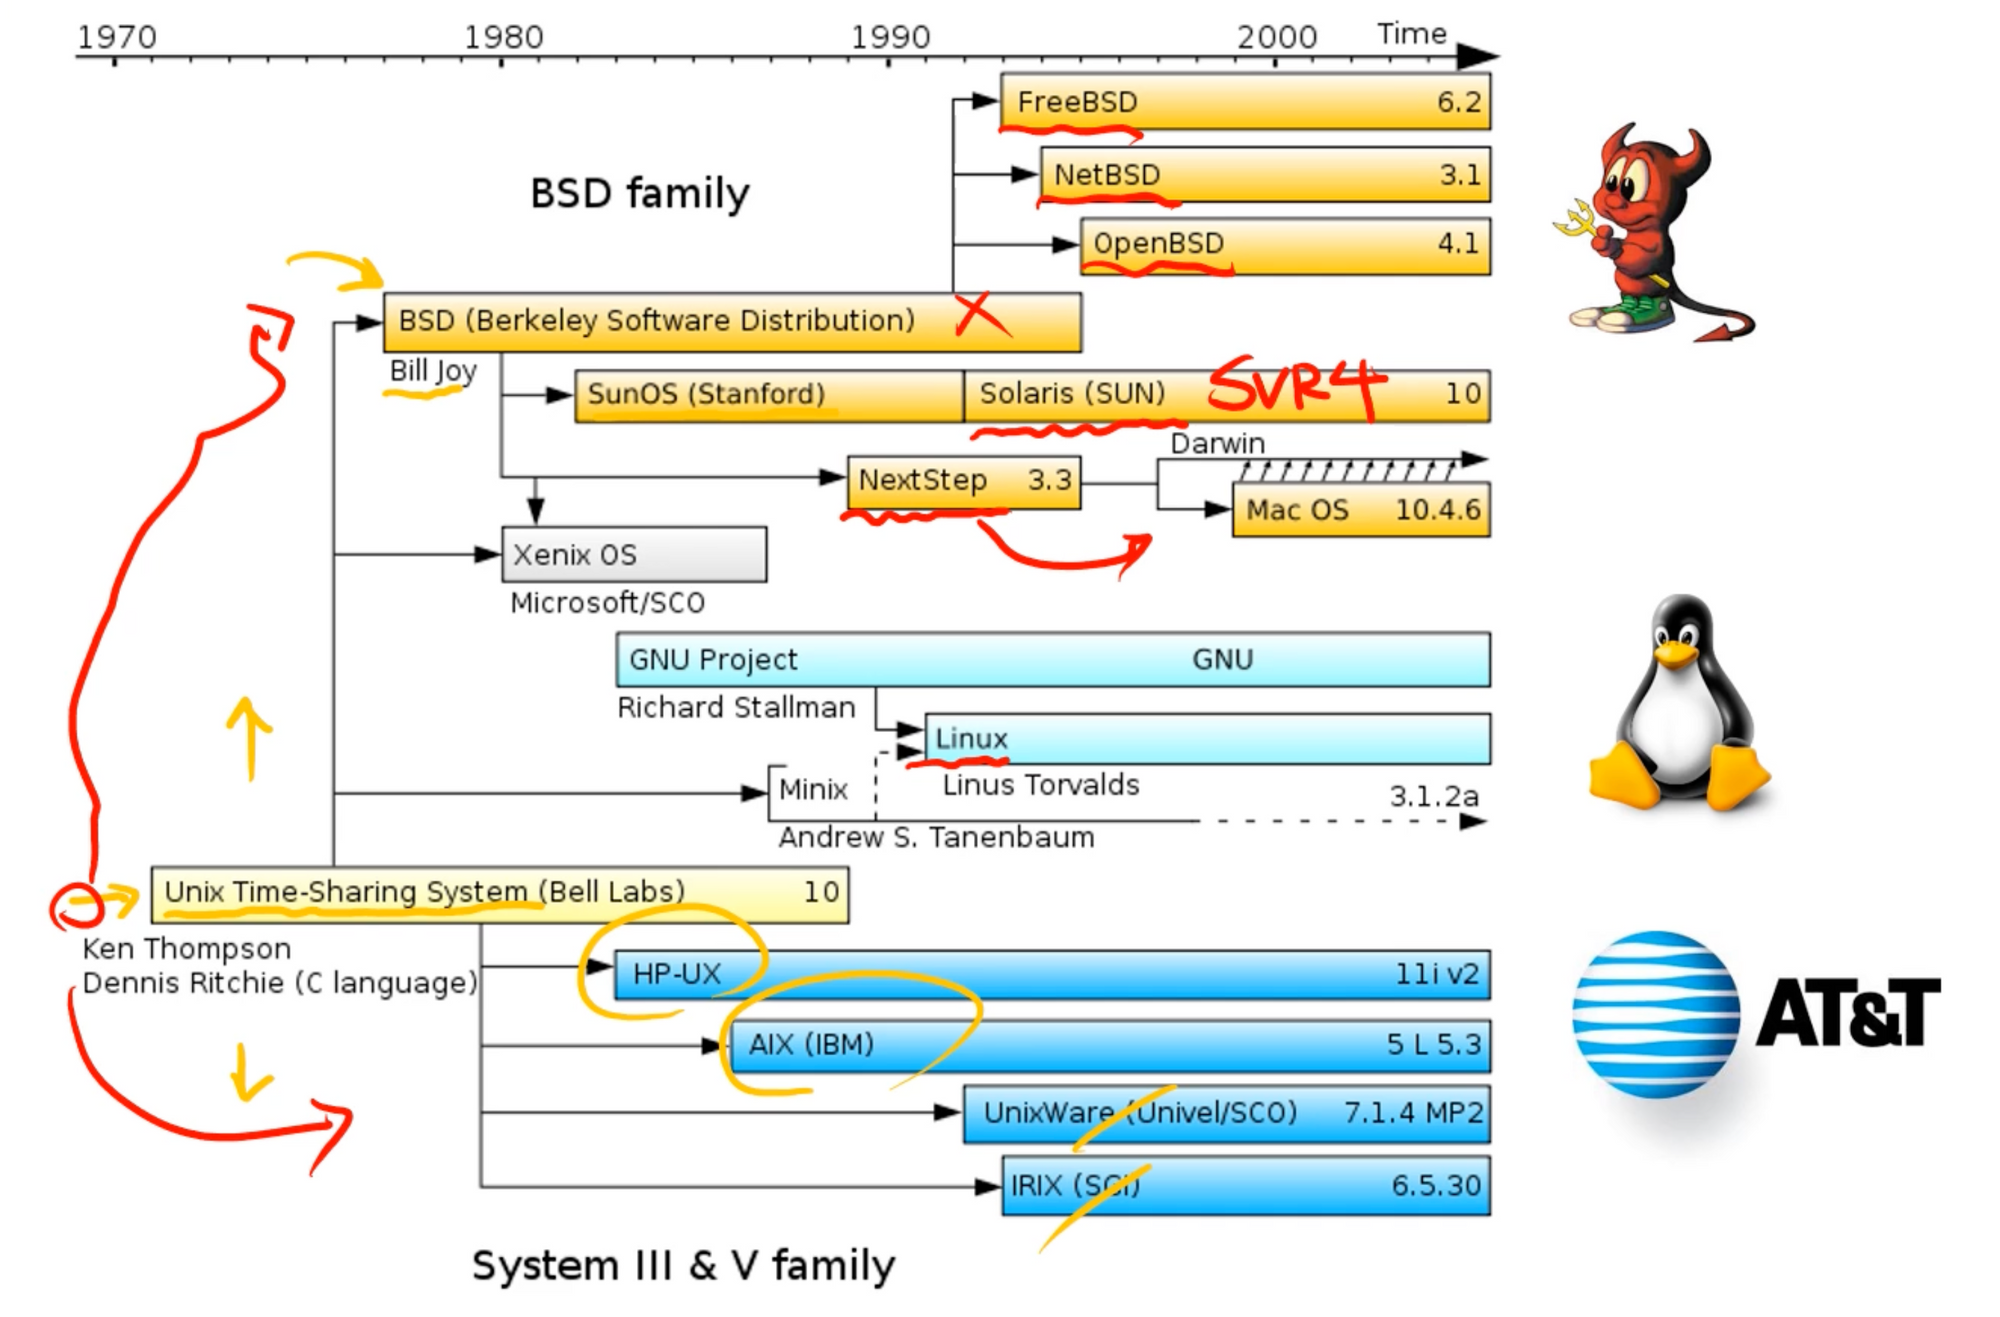 1970 1980 1990 2000 Time
FreeBSD 6.2
NetBSD 3.1
BSD family
OpenBSD 4.1
BSD (Berkeley Software Distribution) X
Bill Joy
SunOS (Stanford) Solaris (SUN) SVR4 10
Darwin
NextStep 3.3
Mac OS 10.4.6
Xenix OS
Microsoft/SCO
GNU Project GNU
Richard Stallman
Linux
Linus Torvalds
Minix
3.1.2a
Andrew S. Tanenbaum
Unix Time-Sharing System (Bell Labs) 10
Ken Thompson
Dennis Ritchie (C language)
HP-UX 11i v2
AT&T
AIX (IBM) 5 L 5.3
UnixWare (Univel/SCO) 7.1.4 MP2
IRIX (SGI) 6.5.30
System III & V family